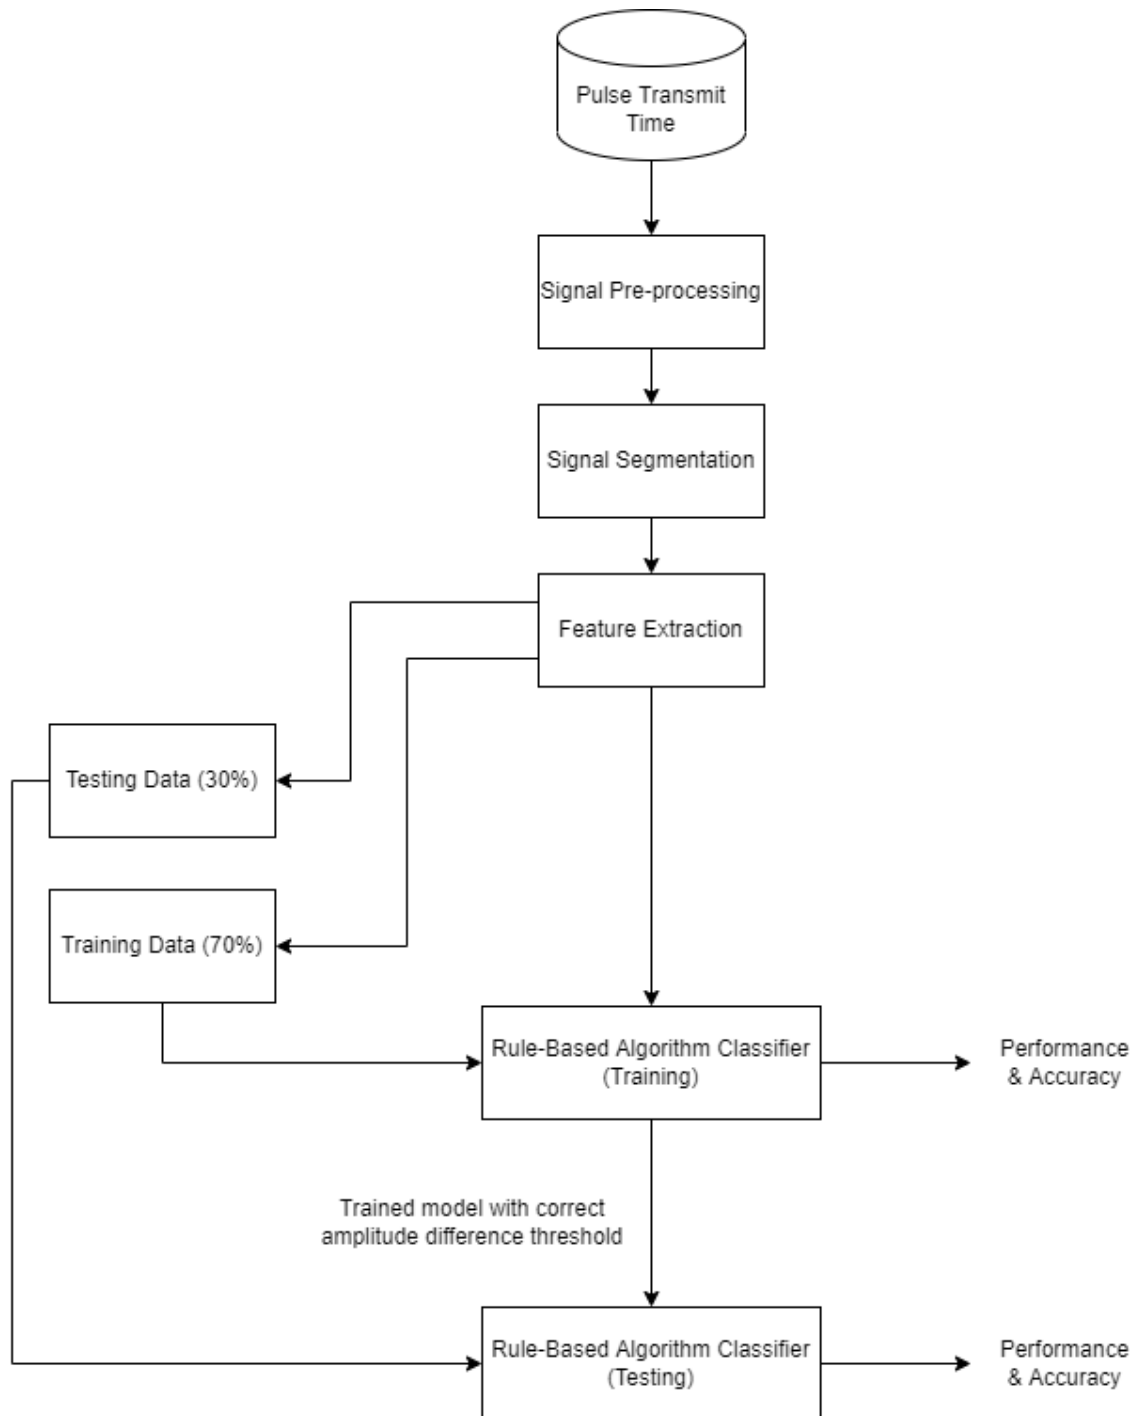 Pulse Transmit
Time
Signal Pre-processing
Signal Segmentation
Feature Extraction
Testing Data (30%)
Training Data (70%)
Rule-Based Algorithm Classifier
(Training)
Performance
& Accuracy
Trained model with correct
amplitude difference threshold
Rule-Based Algorithm Classifier
(Testing)
Performance
& Accuracy